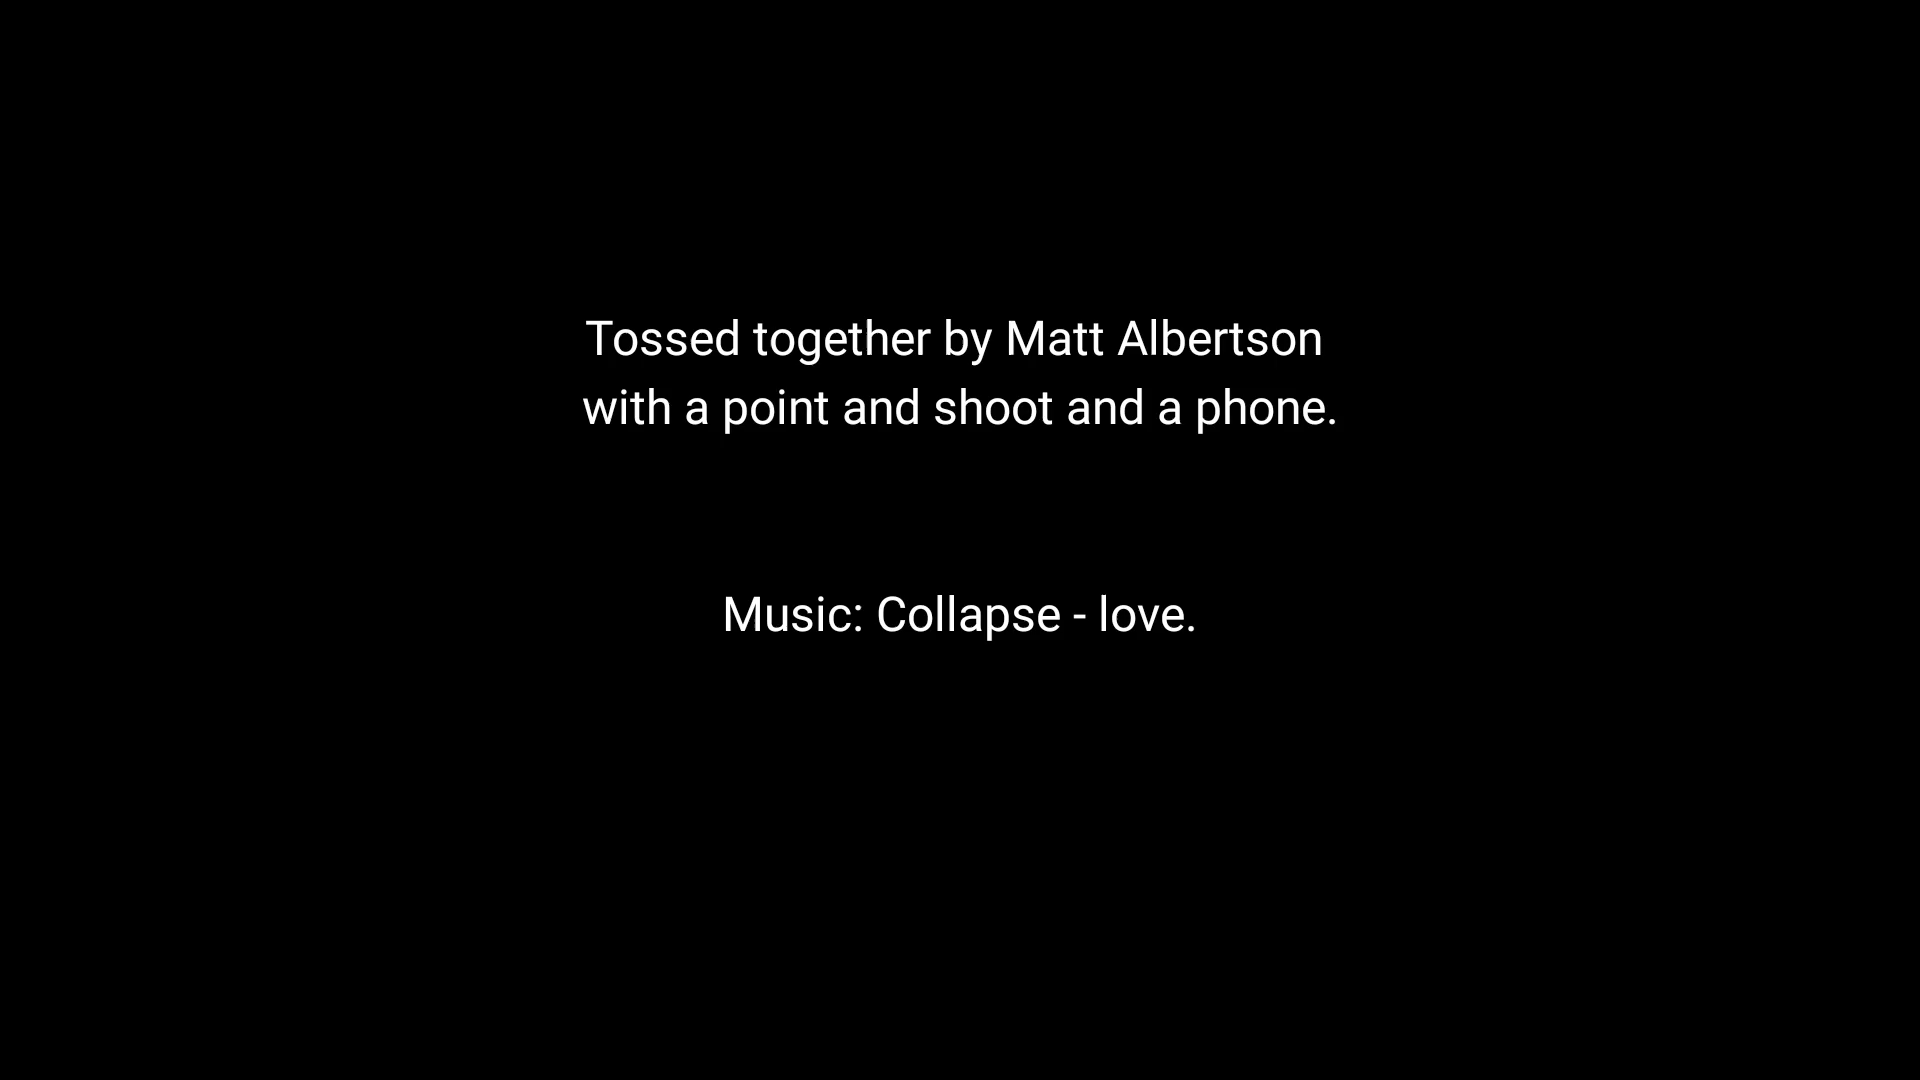 Tossed together by Matt Albertson
with a point and shoot and a phone.
Music: Collapse - love.